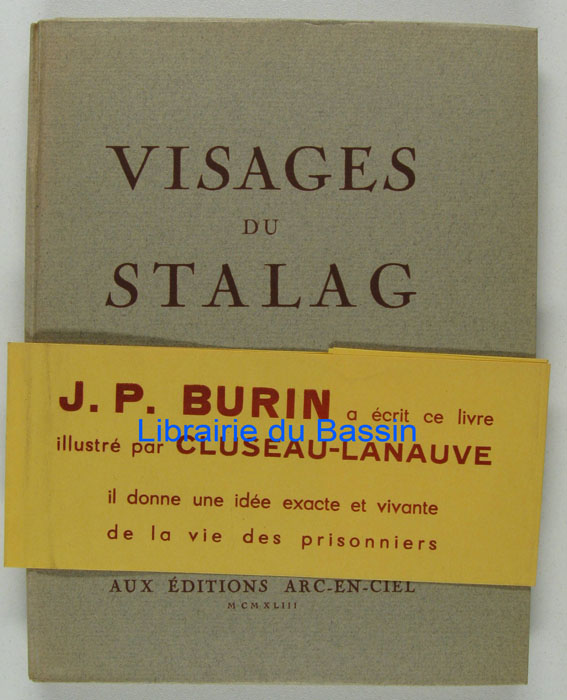 VISAGES
DU
STALAG
J. P. BURIN a écrit ce livre
Librairie du Bassin
illustré par CLUSEAU-LANAUVE
il donne une idée exacte et vivante
de la vie des prisonniers
AUX ÉDITIONS ARC-EN-CIEL
MCMXLIII